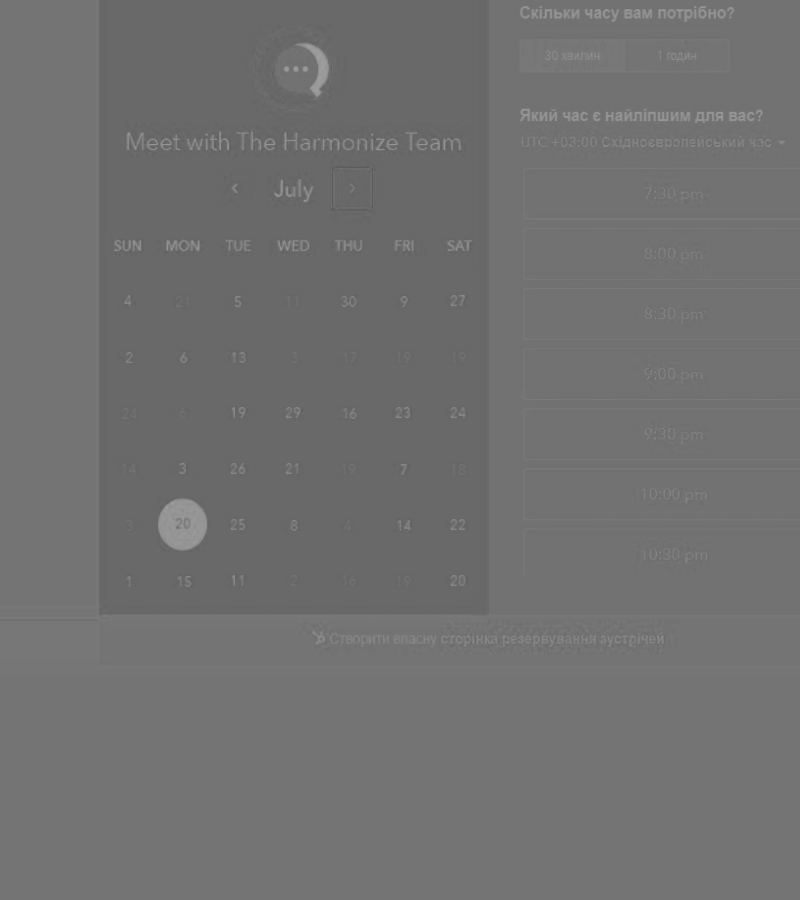 Meet with The Harmonize Team
July
SUN MON TUE WED THU FRI SAT
4 21 5 11 30 9 27
2 6 13 3 17 19 19
24 6 19 29 16 23 24
14 3 26 21 19 7 18
3 20 25 8 4 14 22
1 15 11 2 16 19 20
Скільки часу вам потрібно?
30 хвилин 1 годин
Який час є найліпшим для вас?
UTC +03:00 Східноєвропейський час
7:30 pm
8:00 pm
8:30 pm
9:00 pm
9:30 pm
10:00 pm
10:30 pm
Створити власну сторінка резервування зустрічей